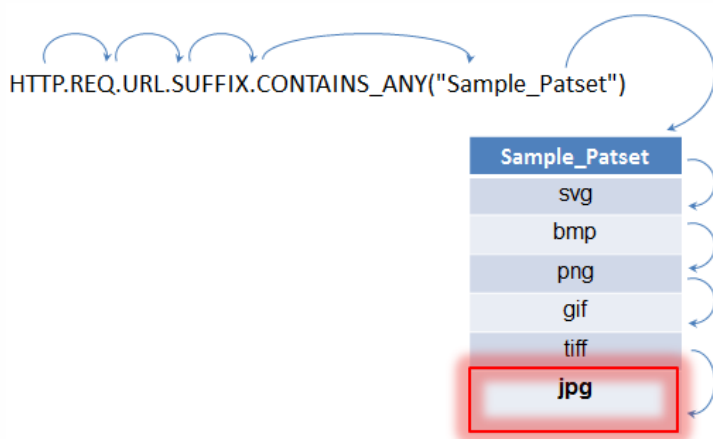 HTTP.REQ.URL.SUFFIX.CONTAINS_ANY("Sample_Patset")
Sample_Patset
svg
bmp
png
gif
tiff
jpg